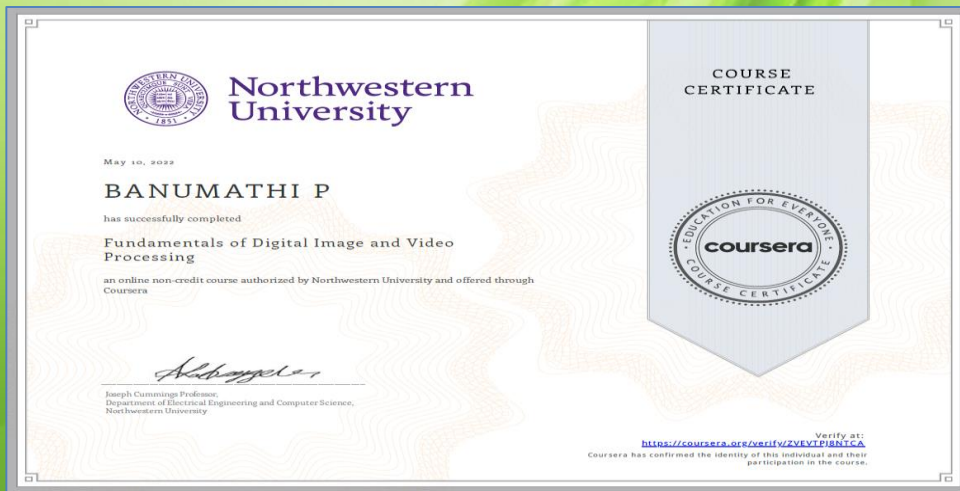 Northwestern
University
May 10, 2022
BANUMATHI P
has successfully completed
Fundamentals of Digital Image and Video
Processing
an online non-credit course authorized by Northwestern University and offered through
Coursera
Joseph Cummings Professor,
Department of Electrical Engineering and Computer Science,
Northwestern University
COURSE
CERTIFICATE
EDUCATION FOR EVERYONE
coursera
COURSE CERTIFICATE
Verify at:
https://coursera.org/verify/ZVEVTPJ8NTCA
Coursera has confirmed the identity of this individual and their
participation in the course.
NORTHWESTERN UNIVERSITY
1851